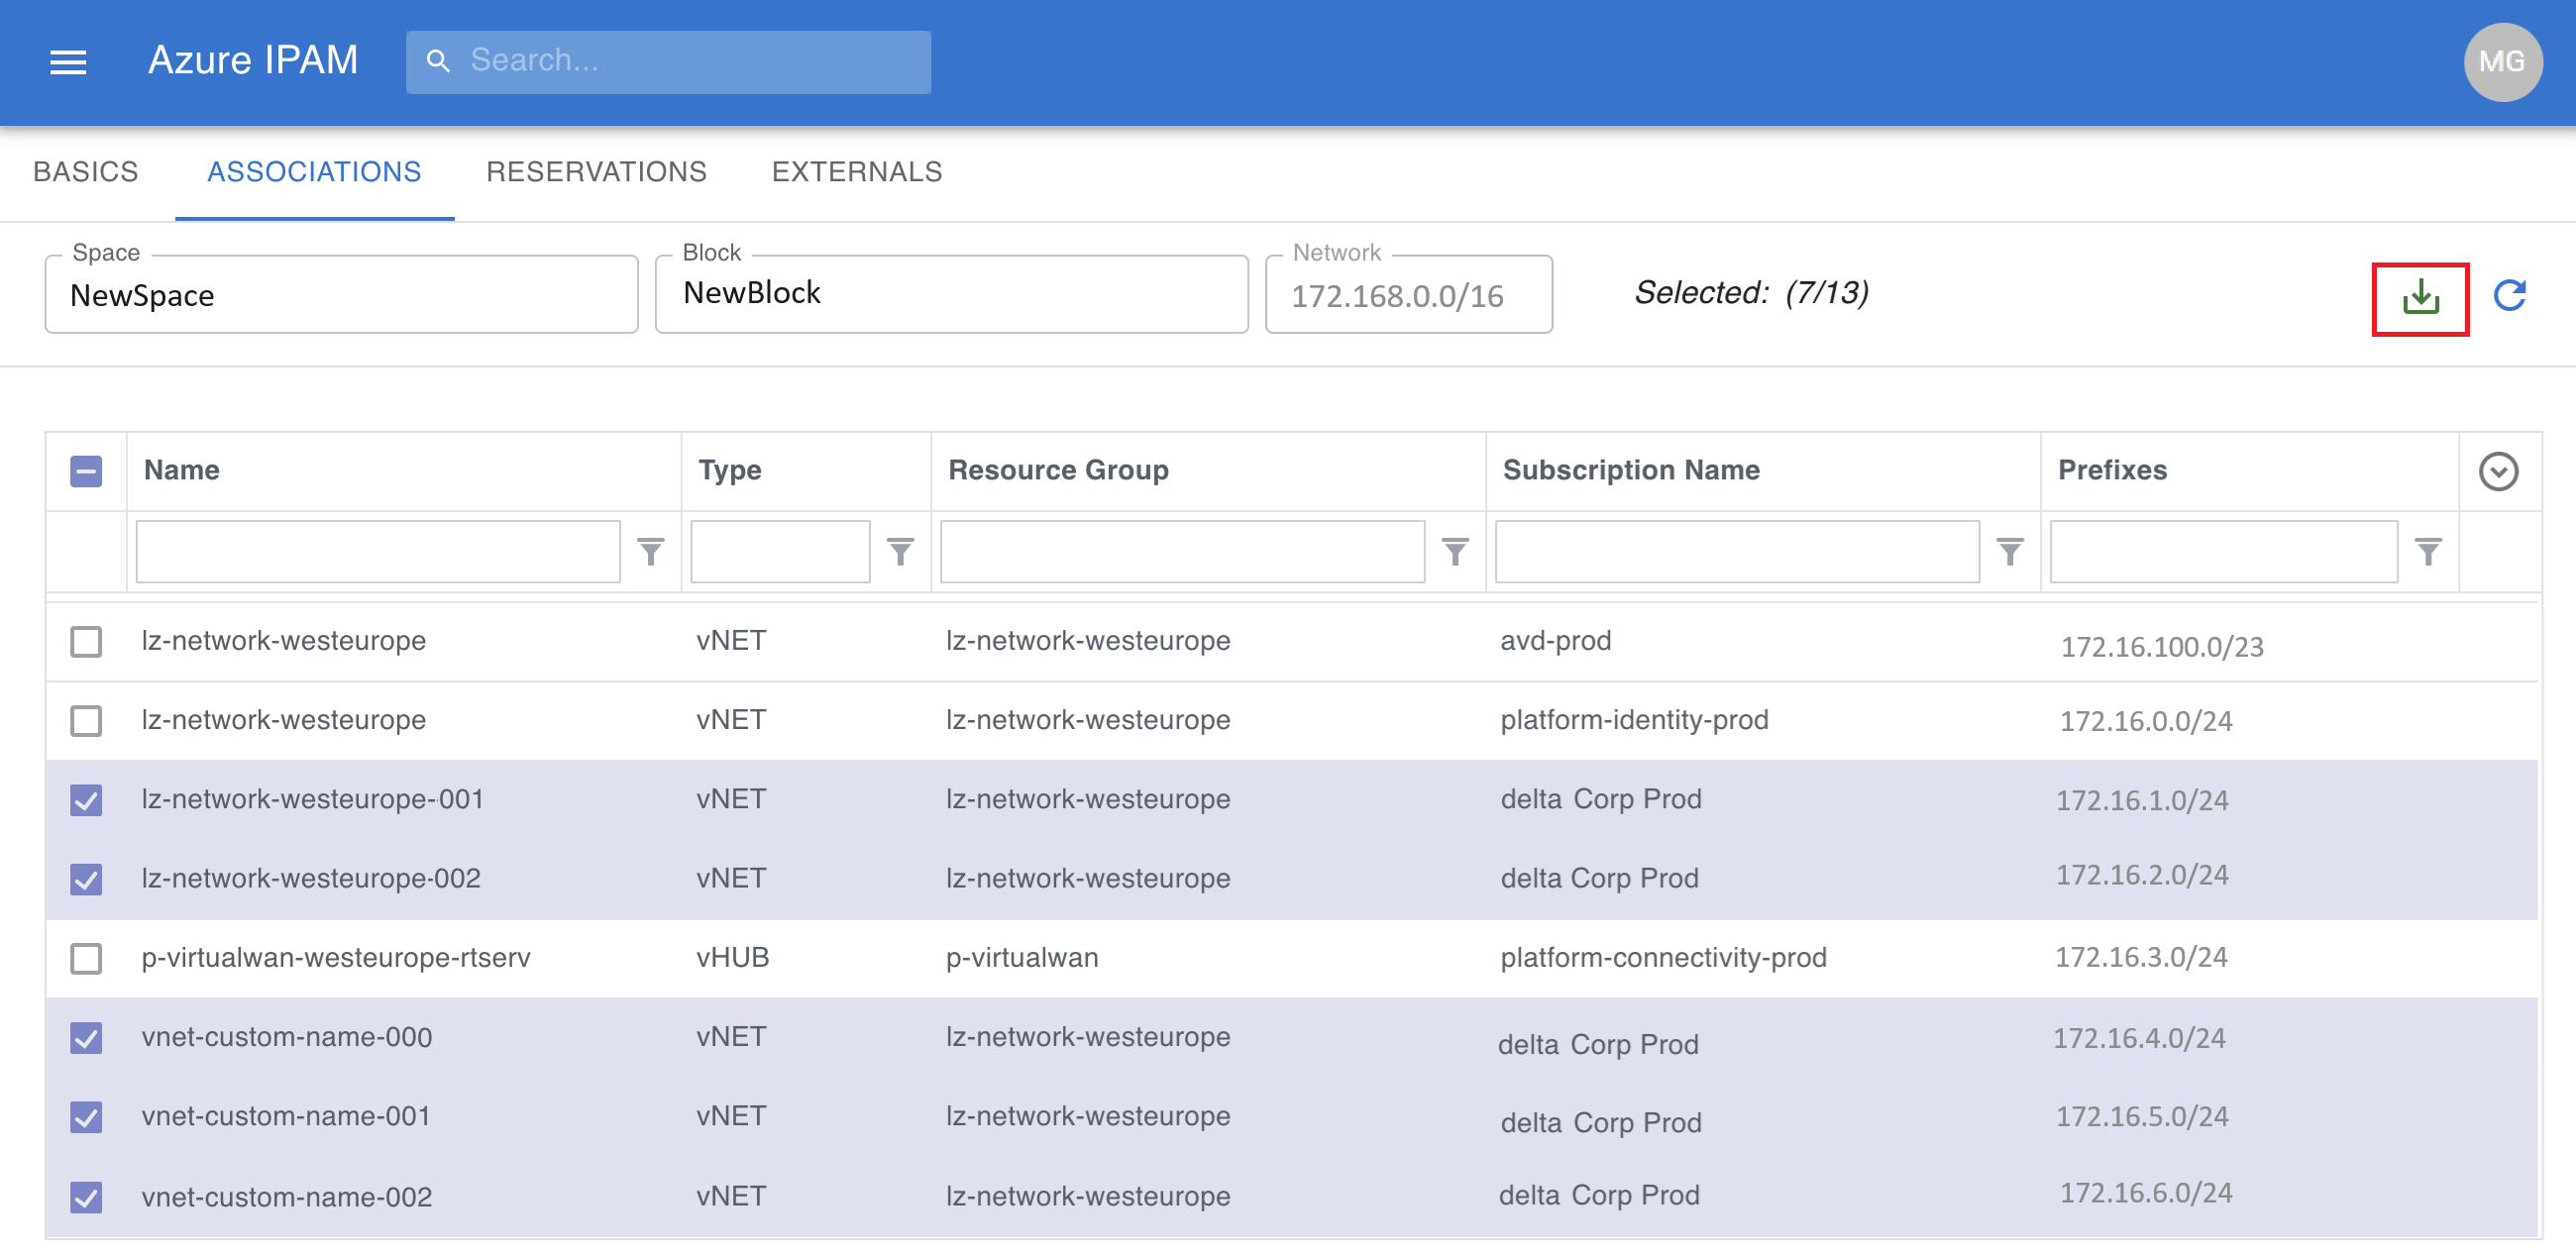 Azure IPAM Search... MG
BASICS ASSOCIATIONS RESERVATIONS EXTERNALS
Space Block Network
NewSpace NewBlock 172.168.0.0/16 Selected: (7/13)
Name Type Resource Group Subscription Name Prefixes
lz-network-westeurope vNET lz-network-westeurope avd-prod 172.16.100.0/23
lz-network-westeurope vNET lz-network-westeurope platform-identity-prod 172.16.0.0/24
lz-network-westeurope-001 vNET lz-network-westeurope delta Corp Prod 172.16.1.0/24
lz-network-westeurope-002 vNET lz-network-westeurope delta Corp Prod 172.16.2.0/24
p-virtualwan-westeurope-rtserv vHUB p-virtualwan platform-connectivity-prod 172.16.3.0/24
vnet-custom-name-000 vNET lz-network-westeurope delta Corp Prod 172.16.4.0/24
vnet-custom-name-001 vNET lz-network-westeurope delta Corp Prod 172.16.5.0/24
vnet-custom-name-002 vNET lz-network-westeurope delta Corp Prod 172.16.6.0/24